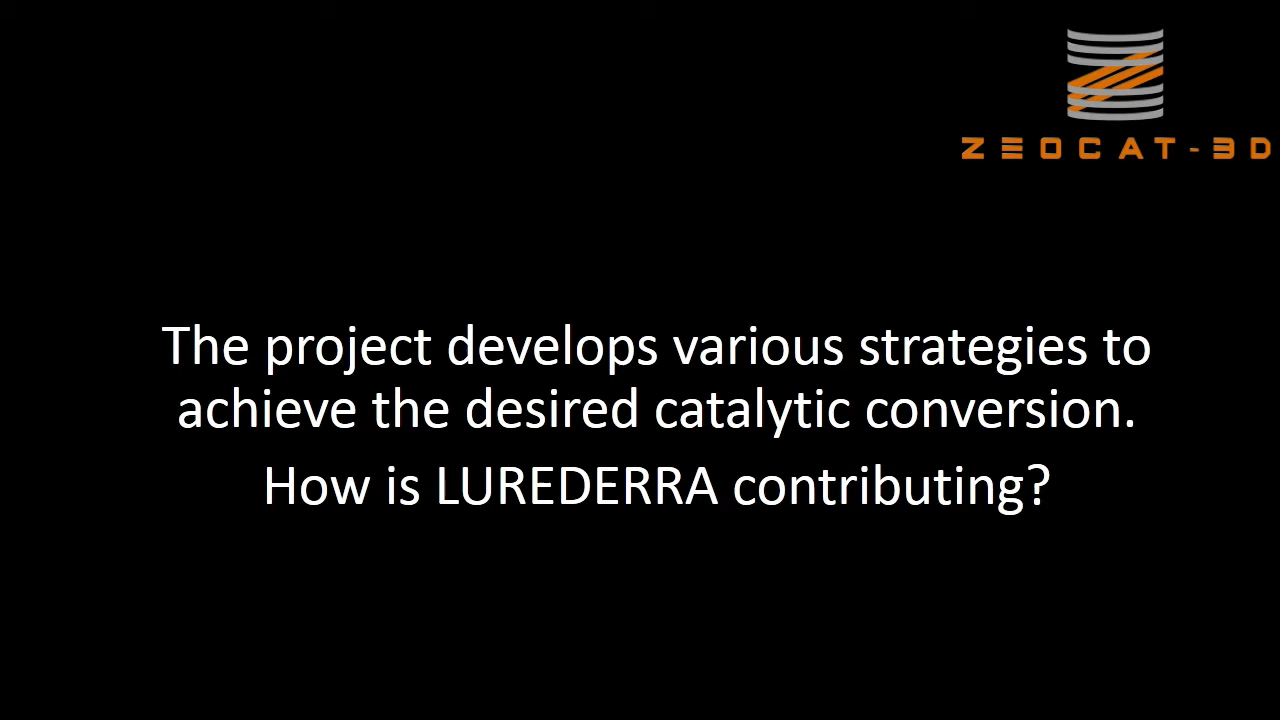 ZEOCAT-3D
The project develops various strategies to
achieve the desired catalytic conversion.
How is LUREDERRA contributing?